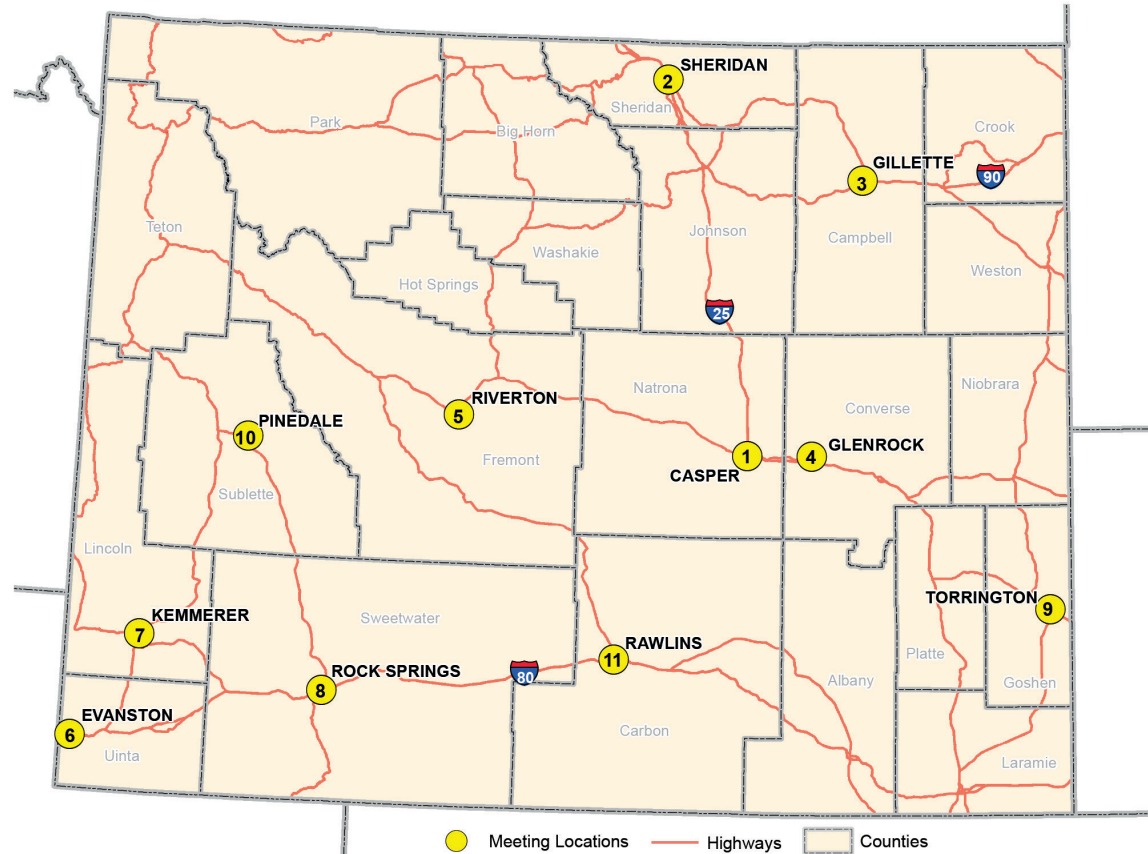 SHERIDAN
2
Sheridan
Park
Big Horn
Crook
GILLETTE
3
90
Teton
Johnson
Campbell
Washakie
Weston
Hot Springs
25
Natrona
Niobrara
RIVERTON
5
Converse
PINEDALE
10
GLENROCK
1
4
Fremont
CASPER
Sublette
Lincoln
TORRINGTON
9
KEMMERER
7
Sweetwater
RAWLINS
11
Platte
ROCK SPRINGS
8
80
Albany
Goshen
EVANSTON
6
Carbon
Uinta
Laramie
Meeting Locations
Highways
Counties